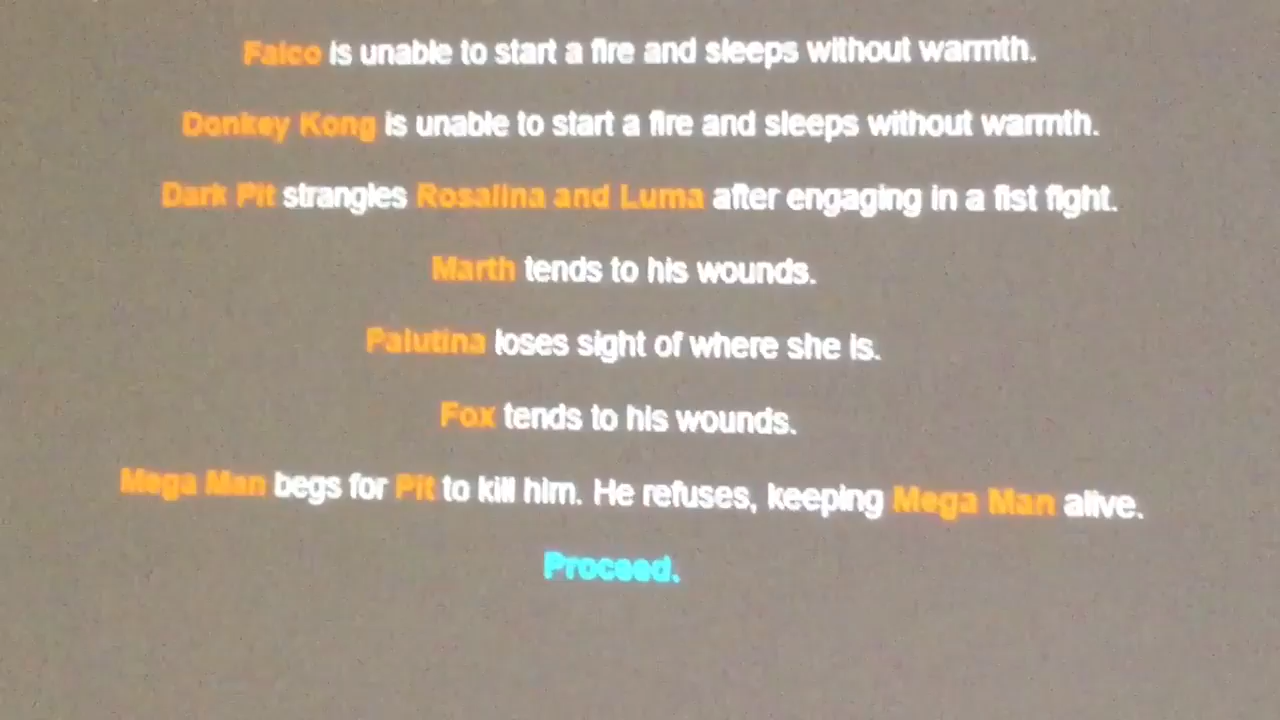 Falco is unable to start a fire and sleeps without warmth.
Donkey Kong is unable to start a fire and sleeps without warmth.
Dark Pit strangles Rosalina and Luma after engaging in a fist fight.
Marth tends to his wounds.
Palutina loses sight of where she is.
Fox tends to his wounds.
Mega Man begs for Pit to kill him. He refuses, keeping Mega Man alive.
Proceed.